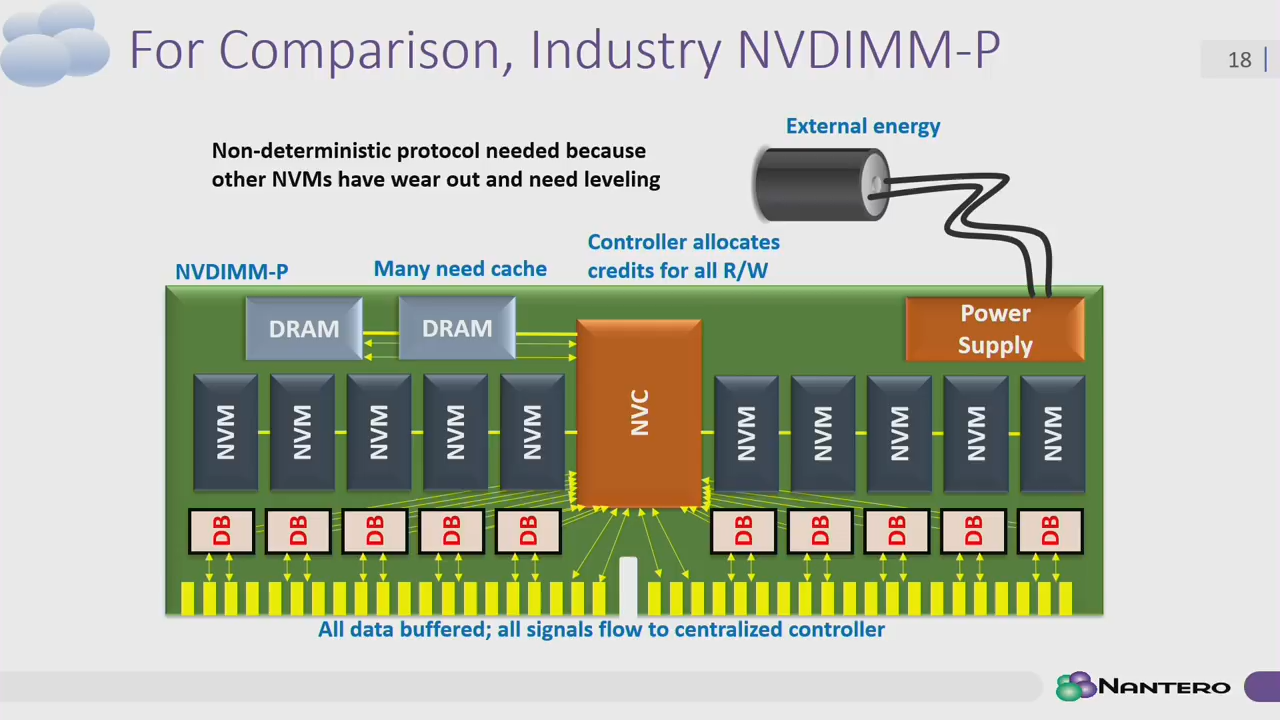 For Comparison, Industry NVDIMM-P
18
External energy
Non-deterministic protocol needed because
other NVMs have wear out and need leveling
Controller allocates
credits for all R/W
NVDIMM-P
Many need cache
DRAM
DRAM
Power
Supply
NVM
NVM
NVM
NVM
NVM
NVC
NVM
NVM
NVM
NVM
NVM
DB
DB
DB
DB
DB
DB
DB
DB
DB
DB
All data buffered; all signals flow to centralized controller
NANTERO